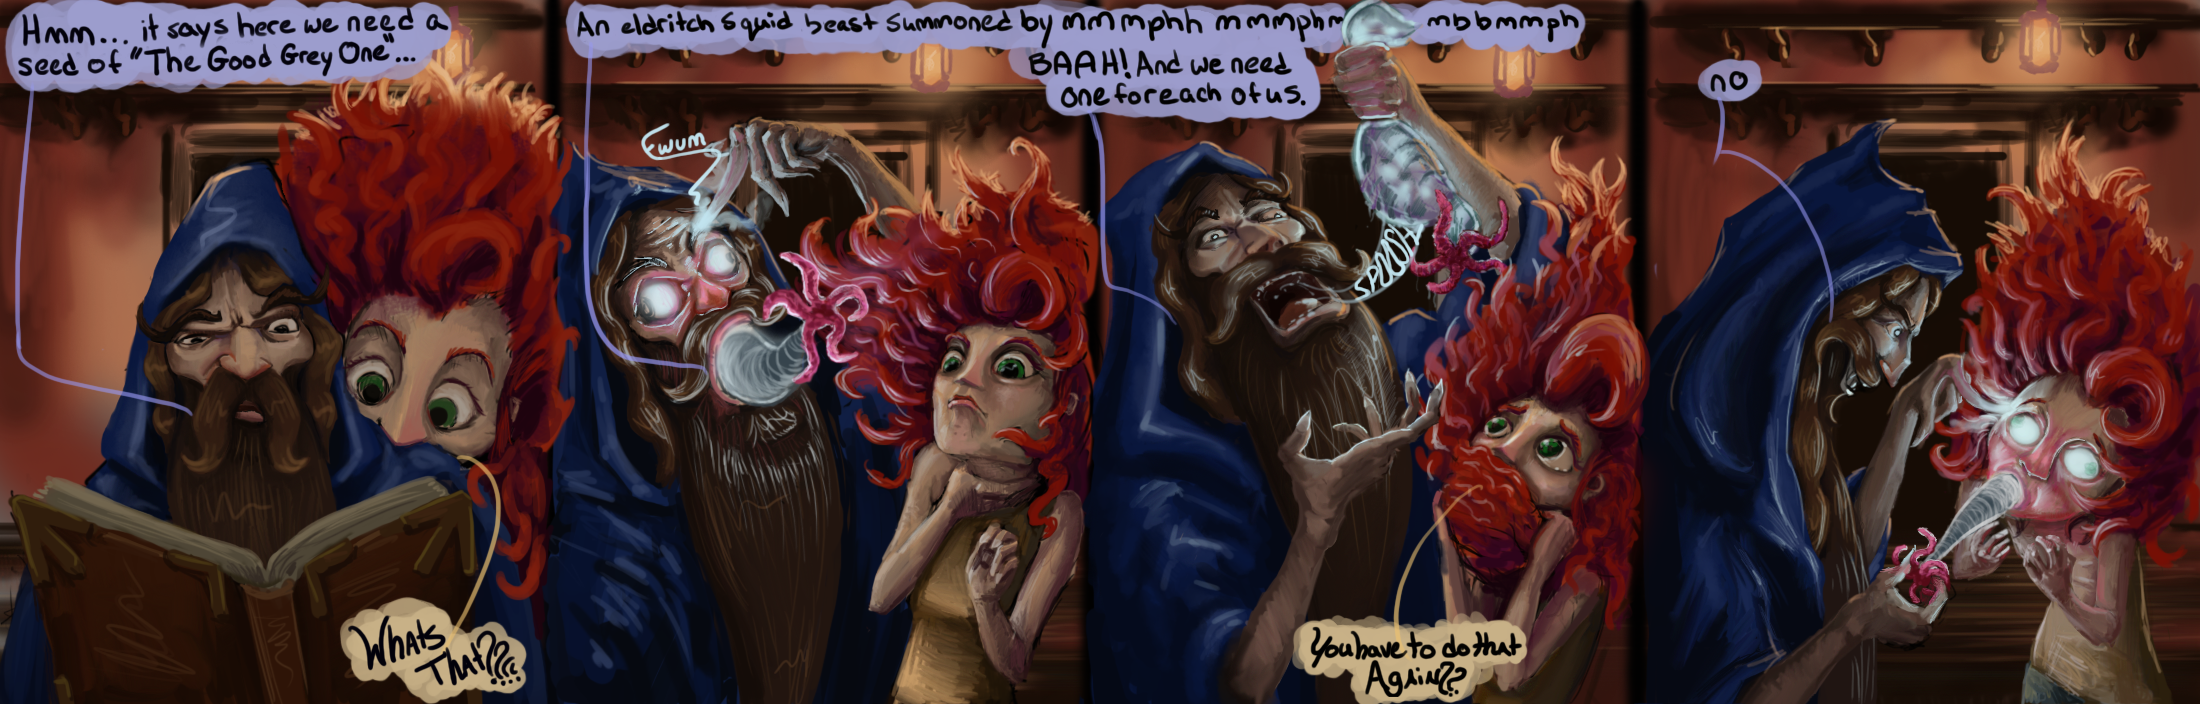 Hmm... it says here we need a
seed of "The Good Grey One"...
Whats
That??¿¿
An eldritch squid beast summoned by mmmphh mmmphm mbbmmph
Fwum
BAAH! And we need
one for each of us.
SPOOSH
You have to do that
Again??
no